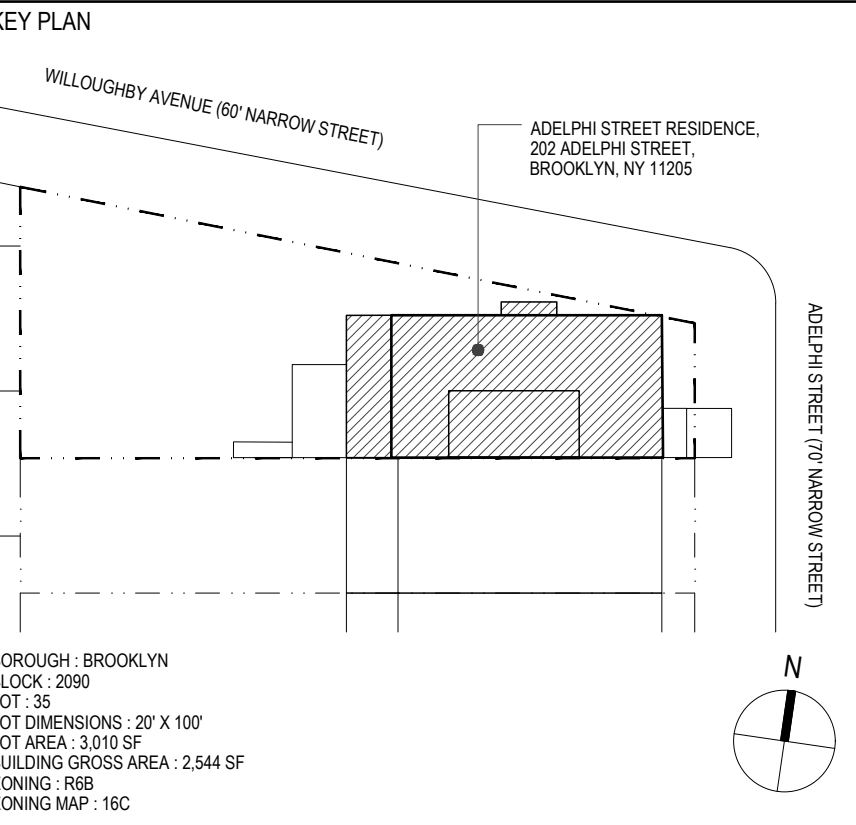 KEY PLAN
WILLOUGHBY AVENUE (60' NARROW STREET)
ADELPHI STREET RESIDENCE,
202 ADELPHI STREET,
BROOKLYN, NY 11205
ADELPHI STREET (70' NARROW STREET)
OROUGH : BROOKLYN
LOCK : 2090
OT : 35
OT DIMENSIONS : 20' X 100'
OT AREA : 3,010 SF
UILDING GROSS AREA : 2,544 SF
ONING : R6B
ONING MAP : 16C
N